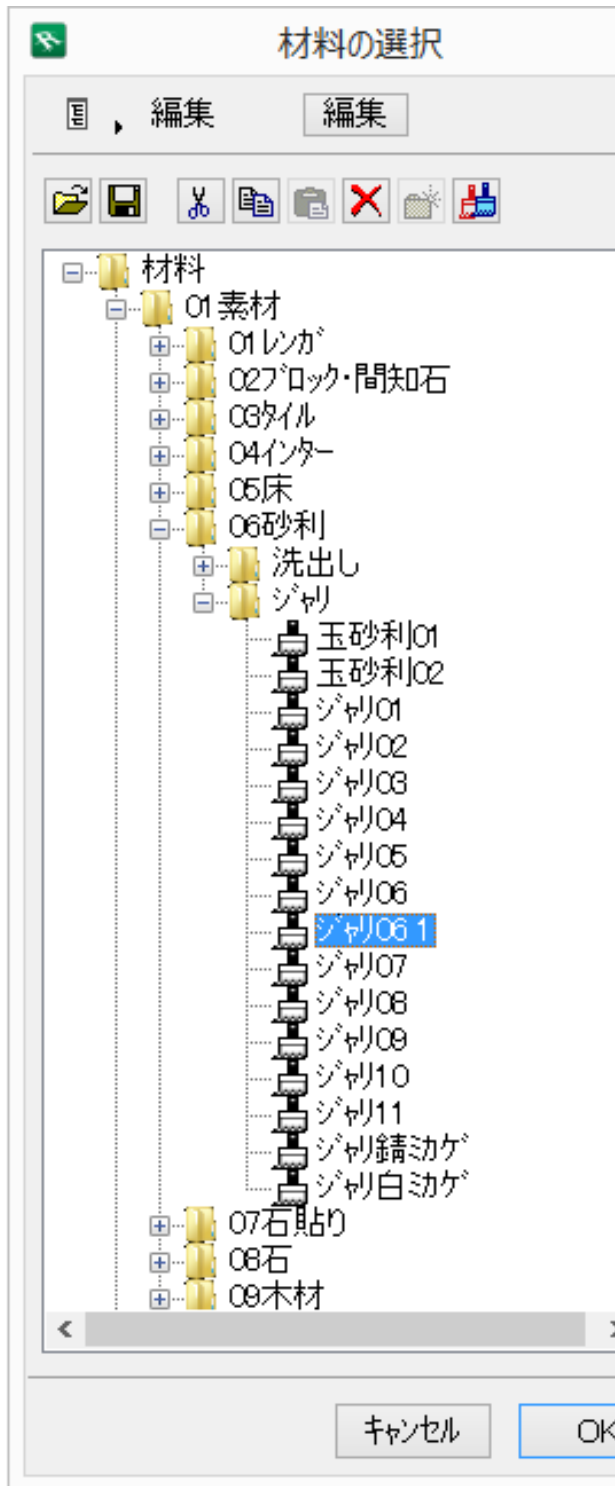 材料の選択
編集 編集
材料
01素材
01レンガ
02ブロック・間知石
03タイル
04インター
05床
06砂利
洗出し
ジャリ
玉砂利01
玉砂利02
ジャリ01
ジャリ02
ジャリ03
ジャリ04
ジャリ05
ジャリ06
ジャリ06 1
ジャリ07
ジャリ08
ジャリ09
ジャリ10
ジャリ11
ジャリ錆ミカゲ
ジャリ白ミカゲ
07石貼り
08石
09木材
キャンセル OK